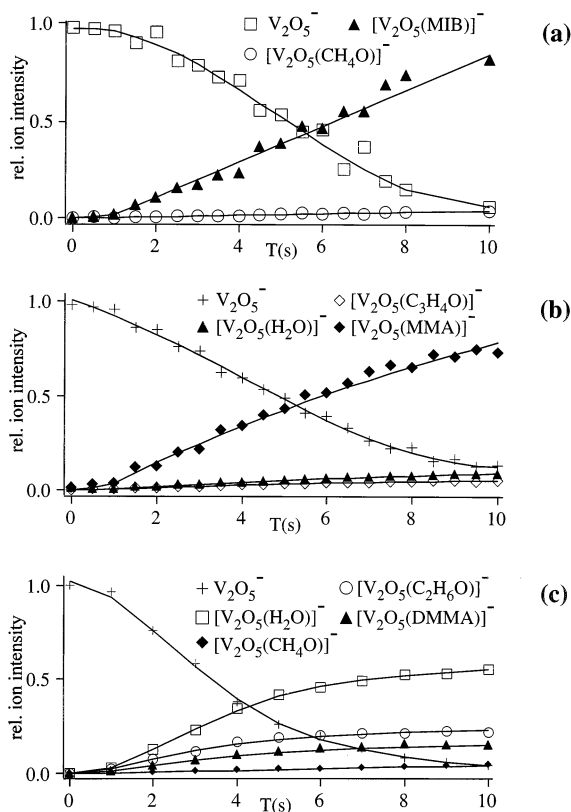 V₂O₅⁻ [V₂O₅(MIB)]⁻
[V₂O₅(CH₄O)]⁻
(a)
rel. ion intensity
1.0
0.5
0.0
0 2 4 6 8 10
T(s)
V₂O₅⁻ [V₂O₅(C₃H₄O)]⁻
[V₂O₅(H₂O)]⁻ [V₂O₅(MMA)]⁻
(b)
rel. ion intensity
1.0
0.5
0.0
0 2 4 6 8 10
T(s)
V₂O₅⁻ [V₂O₅(C₂H₆O)]⁻
[V₂O₅(H₂O)]⁻ [V₂O₅(DMMA)]⁻
[V₂O₅(CH₄O)]⁻
(c)
rel. ion intensity
1.0
0.5
0.0
0 2 4 6 8 10
T(s)